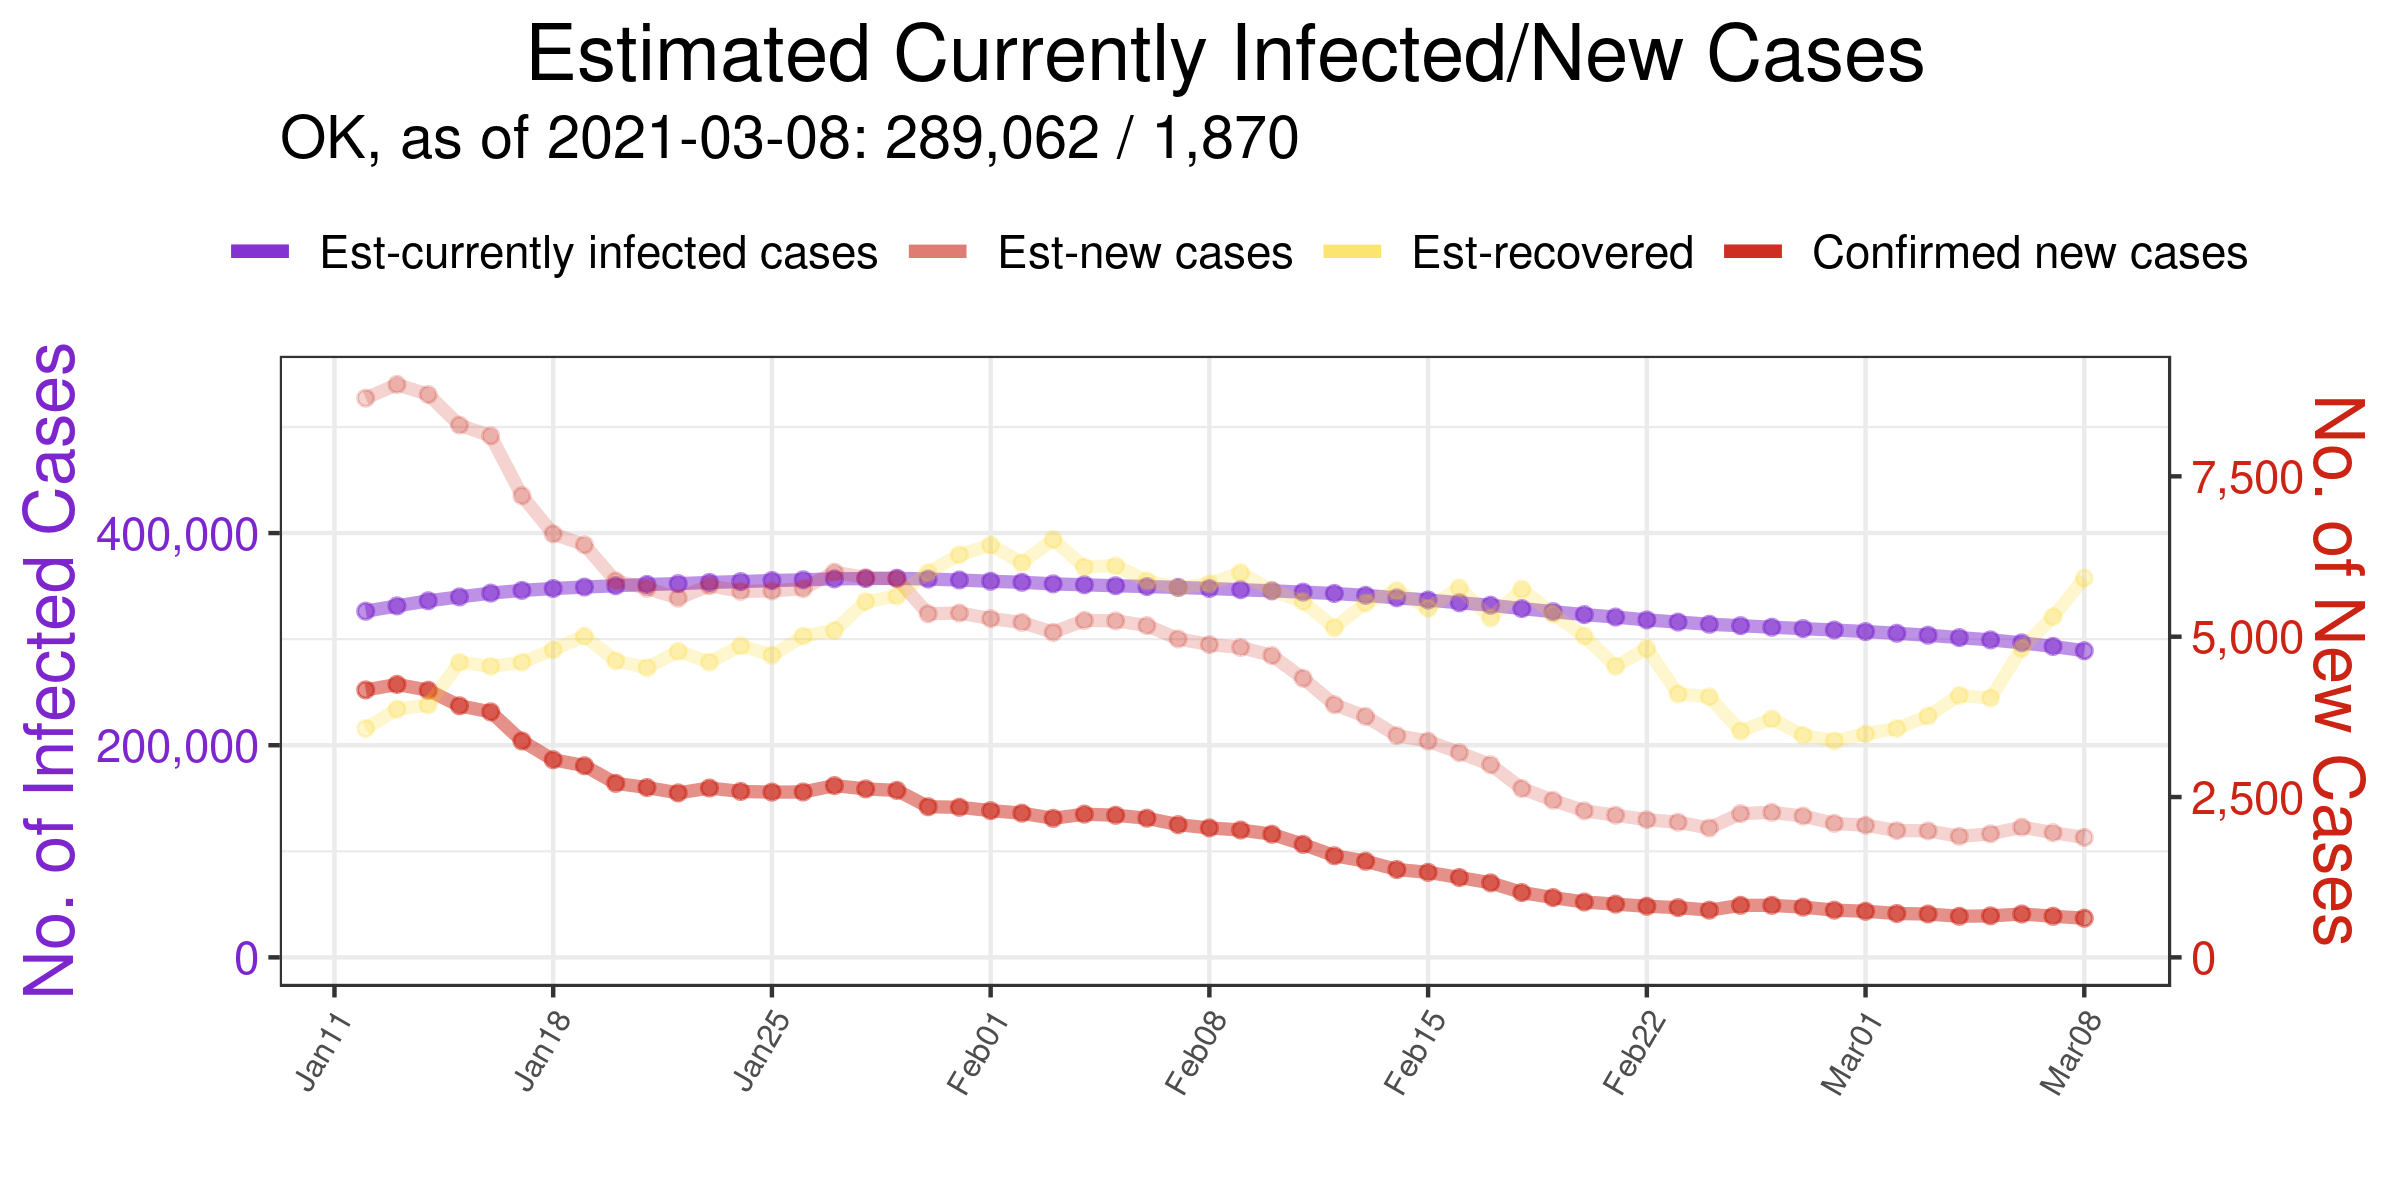 Estimated Currently Infected/New Cases
OK, as of 2021-03-08: 289,062 / 1,870
Est-currently infected cases Est-new cases Est-recovered Confirmed new cases
No. of Infected Cases
400,000
200,000
0
7,500
5,000
2,500
0
No. of New Cases
Jan11 Jan18 Jan25 Feb01 Feb08 Feb15 Feb22 Mar01 Mar08